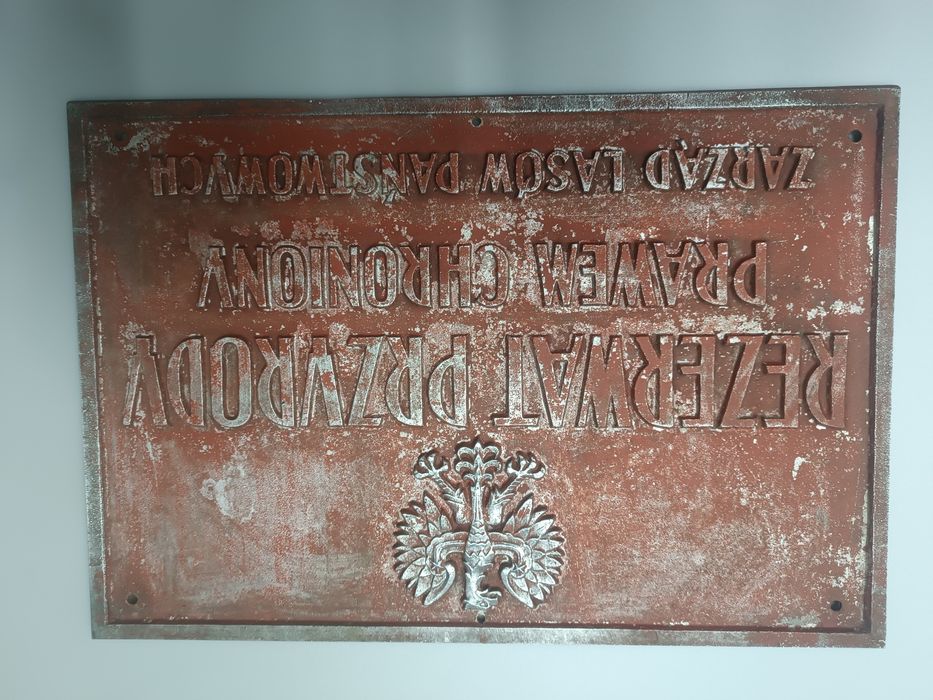 REZERWAT PRZYRODY
PRAWEM CHRONIONY
ZARZĄD LASÓW PAŃSTWOWYCH